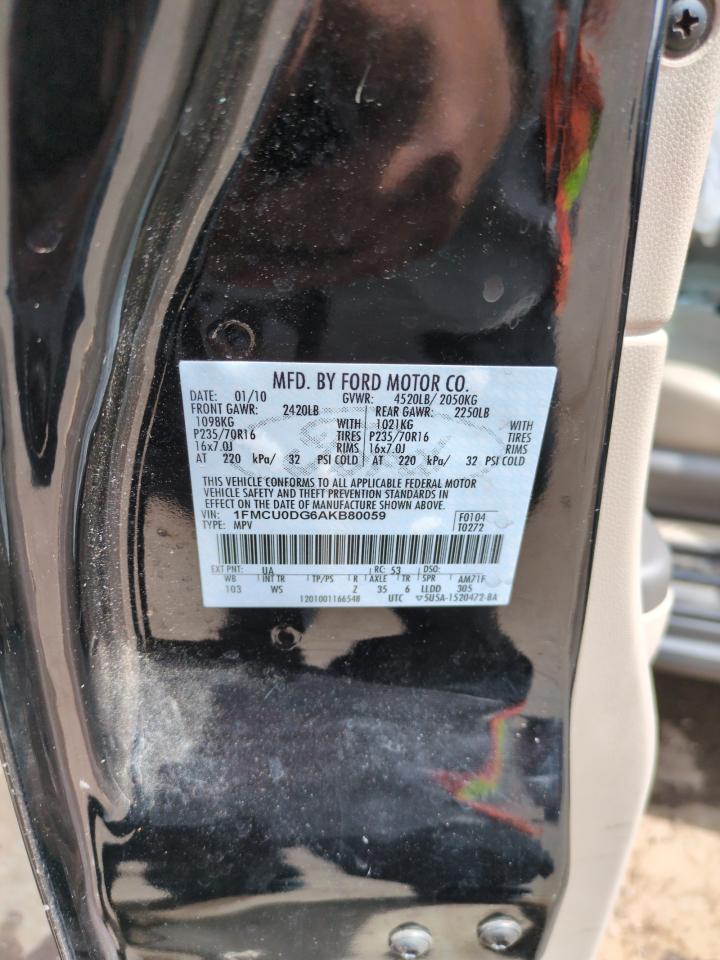 MFD. BY FORD MOTOR CO.
DATE: 01/10 GVWR: 4520LB/ 2050KG
FRONT GAWR: 2420LB REAR GAWR: 2250LB
1098KG WITH 1021KG WITH
P235/70R16 TIRES P235/70R16 TIRES
16x7.0J RIMS 16x7.0J RIMS
AT 220 kPa/ 32 PSI COLD AT 220 kPa/ 32 PSI COLD
THIS VEHICLE CONFORMS TO ALL APPLICABLE FEDERAL MOTOR
VEHICLE SAFETY AND THEFT PREVENTION STANDARDS IN
EFFECT ON THE DATE OF MANUFACTURE SHOWN ABOVE.
VIN: 1FMCU0DG6AKB80059 F0104
TYPE: MPV T0272
EXT PNT: UA RC: 53 DSO:
WB INT TR TP/PS R AXLE TR SPR AM71F
103 WS Z 35 6 LLDD 305
1201001166548 UTC ▽5U5A-1520472-BA